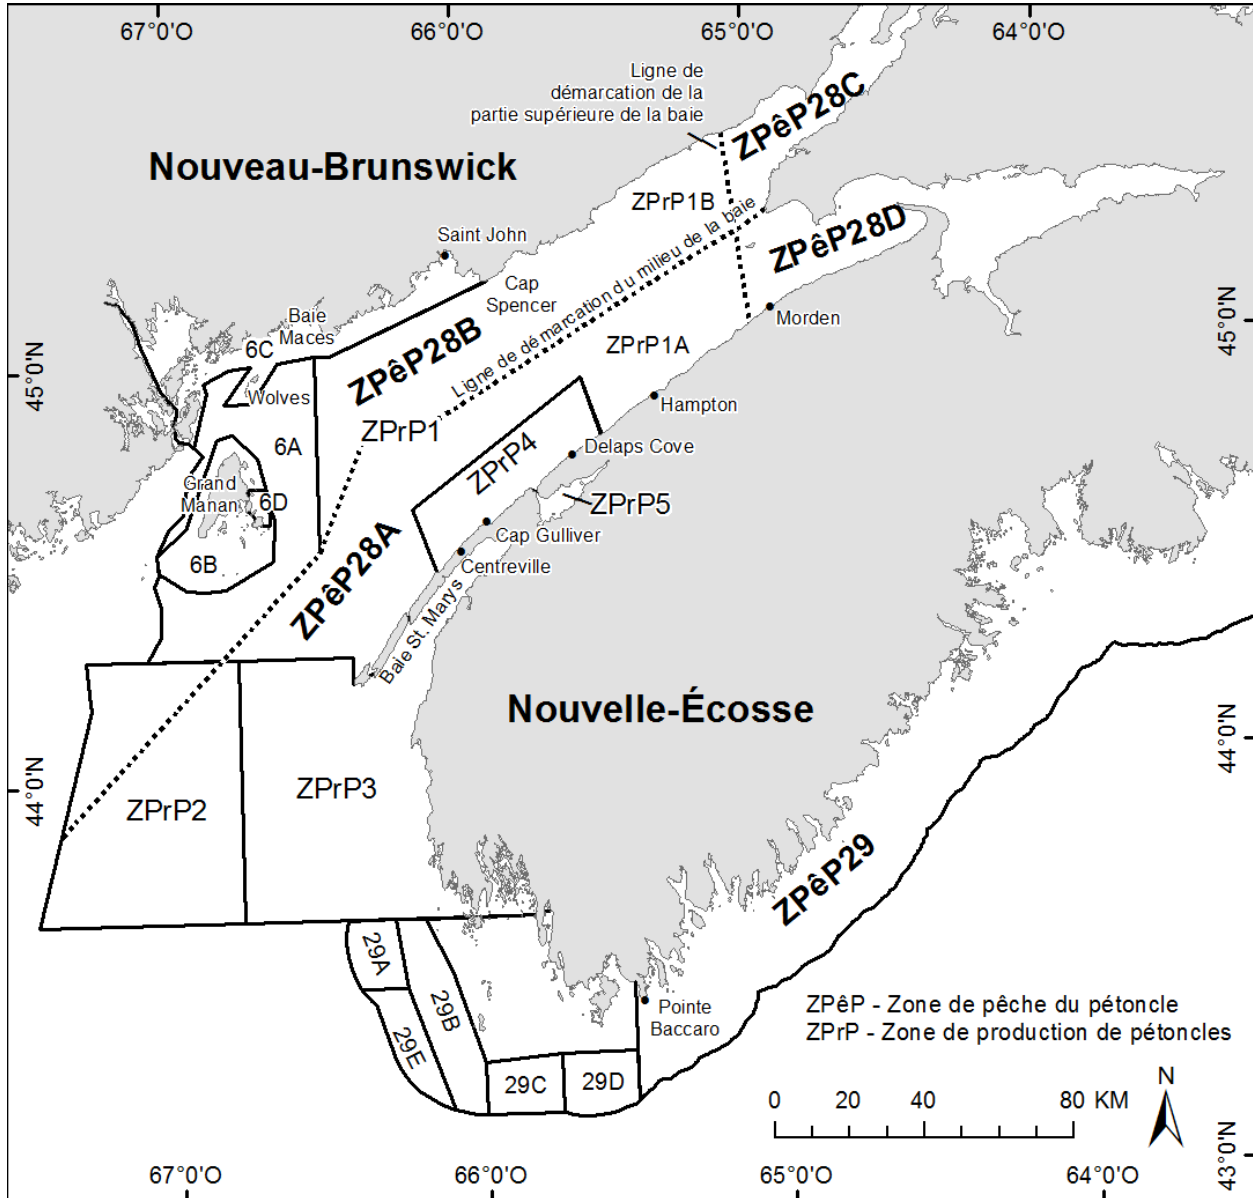 67°0'O
66°0'O
65°0'O
64°0'O
Ligne de
démarcation de la
partie supérieure de la baie
ZPêP28C
Nouveau-Brunswick
ZPrP1B
Saint John
ZPêP28D
Cap
Spencer
Ligne de démarcation du milieu de la baie
Baie
Maces
Morden
45°0'N
45°0'N
6C
ZPêP28B
ZPrP1A
Wolves
Hampton
6A
ZPrP1
Delaps Cove
ZPrP4
Grand
Manan
6D
ZPrP5
Cap Gulliver
6B
Centreville
ZPêP28A
Baie St. Marys
Nouvelle-Écosse
44°0'N
44°0'N
ZPrP2
ZPrP3
ZPêP29
29A
29B
29E
29C
29D
Pointe
Baccaro
ZPêP - Zone de pêche du pétoncle
ZPrP - Zone de production de pétoncles
N
0 20 40 80 KM
43°0'N
67°0'O
66°0'O
65°0'O
64°0'O